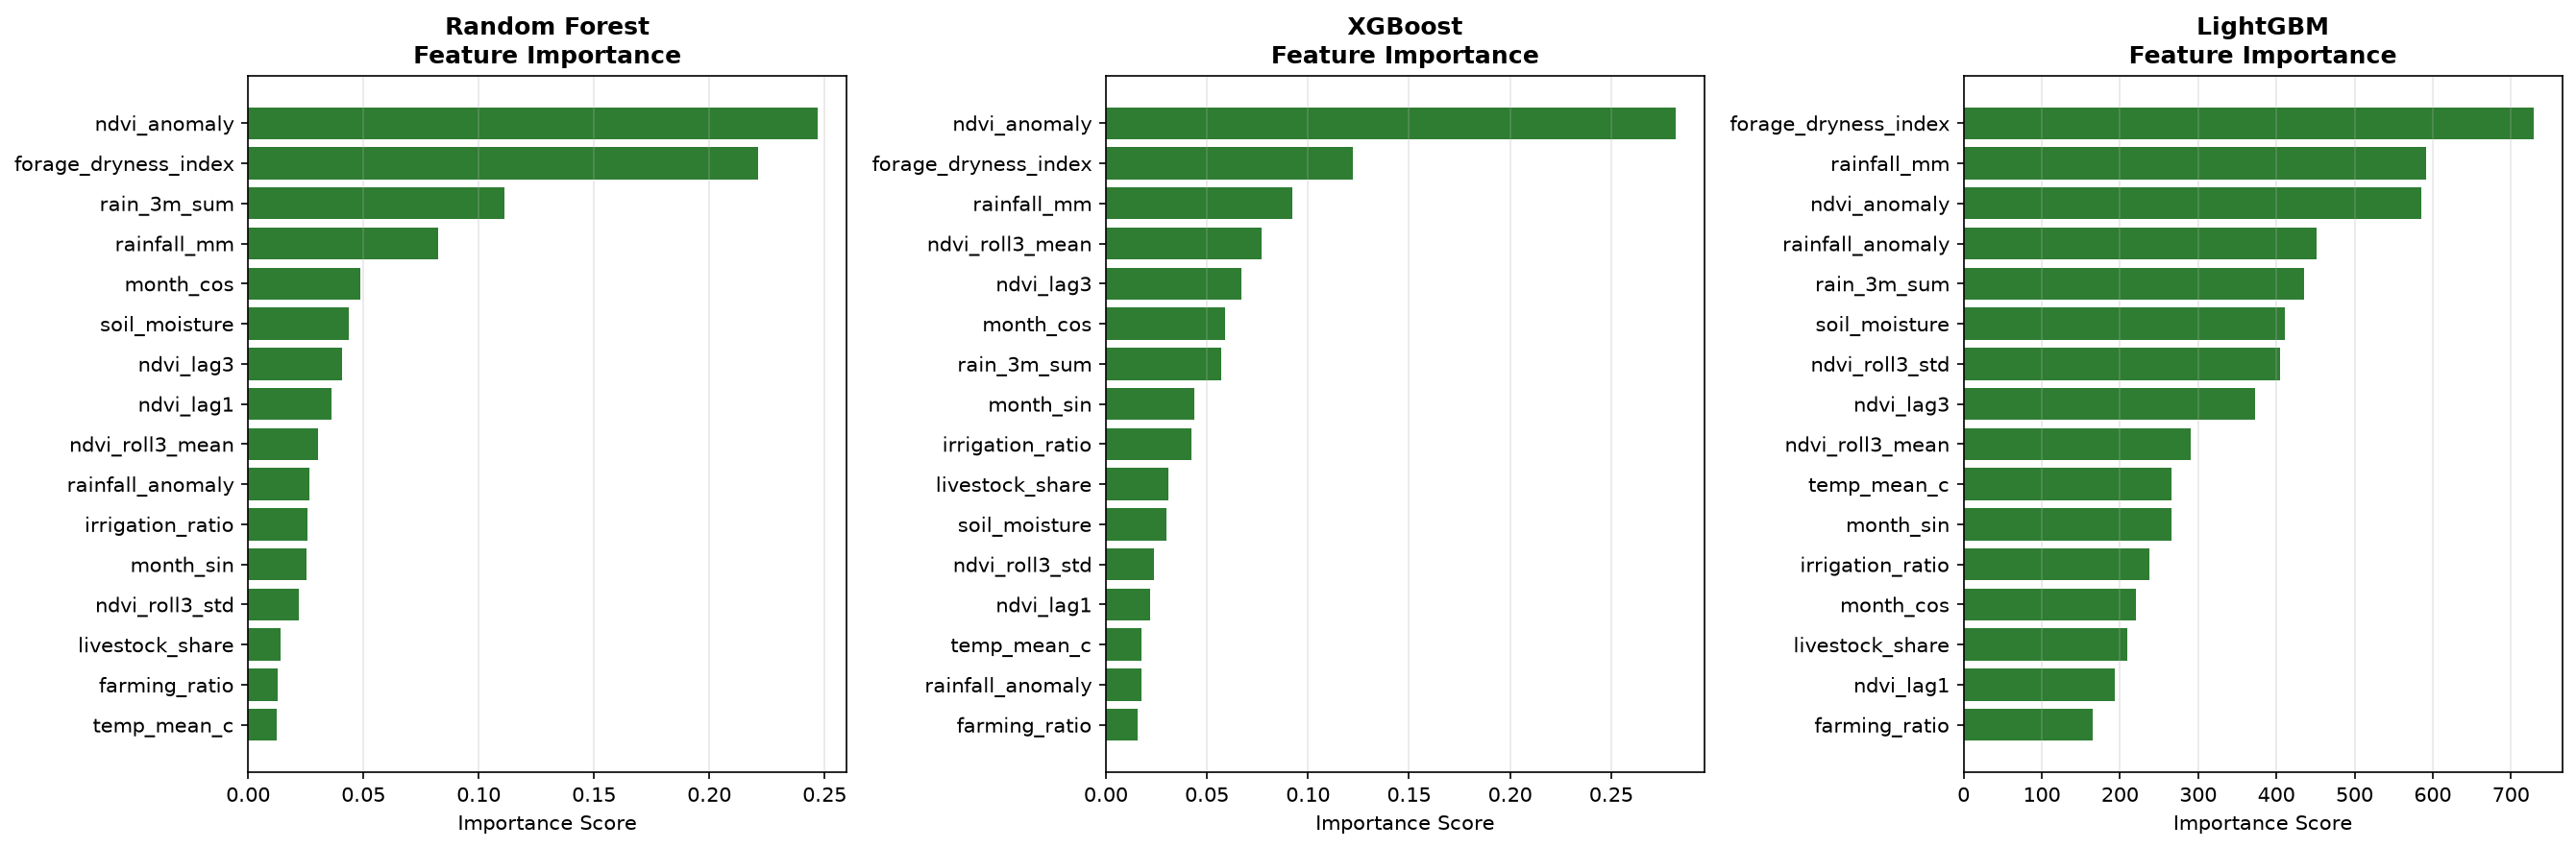 Random Forest
Feature Importance
ndvi_anomaly
forage_dryness_index
rain_3m_sum
rainfall_mm
month_cos
soil_moisture
ndvi_lag3
ndvi_lag1
ndvi_roll3_mean
rainfall_anomaly
irrigation_ratio
month_sin
ndvi_roll3_std
livestock_share
farming_ratio
temp_mean_c
0.00 0.05 0.10 0.15 0.20 0.25
Importance Score
XGBoost
Feature Importance
ndvi_anomaly
forage_dryness_index
rainfall_mm
ndvi_roll3_mean
ndvi_lag3
month_cos
rain_3m_sum
month_sin
irrigation_ratio
livestock_share
soil_moisture
ndvi_roll3_std
ndvi_lag1
temp_mean_c
rainfall_anomaly
farming_ratio
0.00 0.05 0.10 0.15 0.20 0.25
Importance Score
LightGBM
Feature Importance
forage_dryness_index
rainfall_mm
ndvi_anomaly
rainfall_anomaly
rain_3m_sum
soil_moisture
ndvi_roll3_std
ndvi_lag3
ndvi_roll3_mean
temp_mean_c
month_sin
irrigation_ratio
month_cos
livestock_share
ndvi_lag1
farming_ratio
0 100 200 300 400 500 600 700
Importance Score